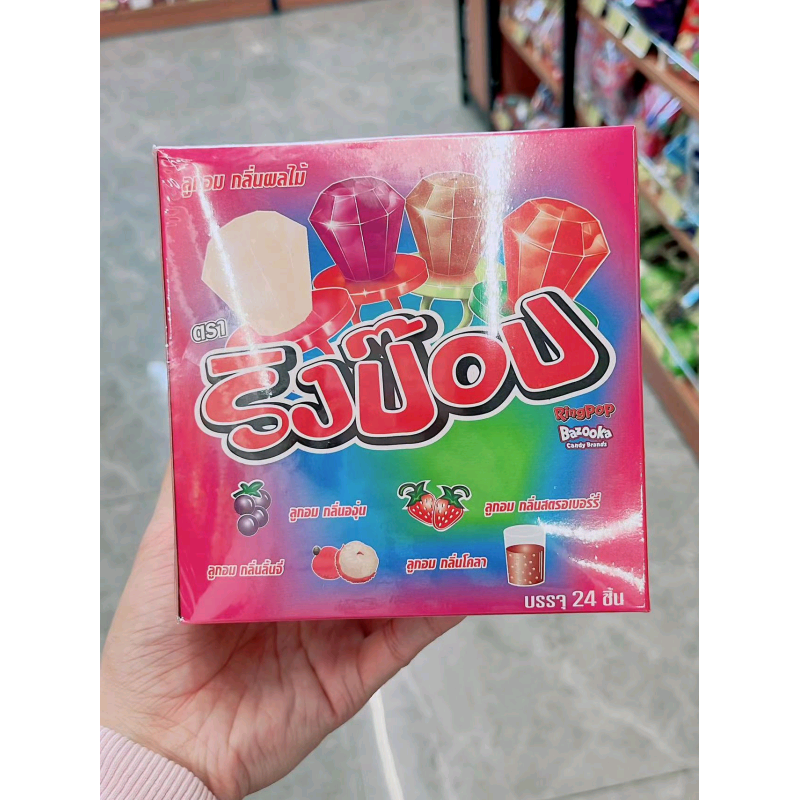 ลูกอม กลิ่นผลไม้
ตรา
ริงป๊อป
RingPop
Bazooka
Candy Brands
ลูกอม กลิ่นองุ่น
ลูกอม กลิ่นสตรอเบอร์รี่
ลูกอม กลิ่นลิ้นจี่
ลูกอม กลิ่นโคลา
บรรจุ 24 ชิ้น